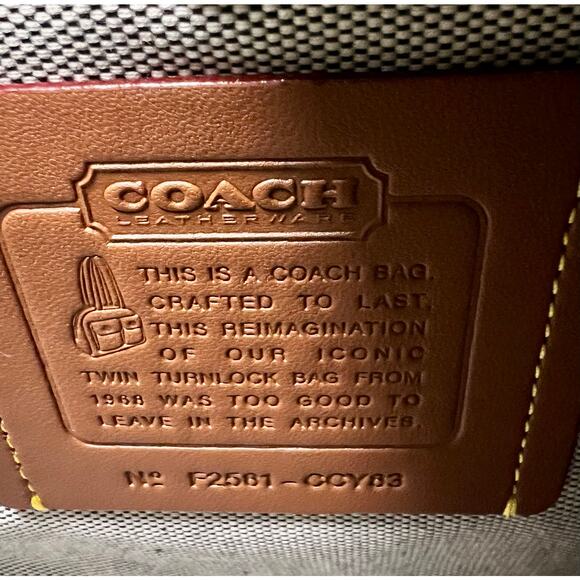 COACH
LEATHERWARE
THIS IS A COACH BAG.
CRAFTED TO LAST,
THIS REIMAGINATION
OF OUR ICONIC
TWIN TURNLOCK BAG FROM
1968 WAS TOO GOOD TO
LEAVE IN THE ARCHIVES.
Nº F2561-CCY83